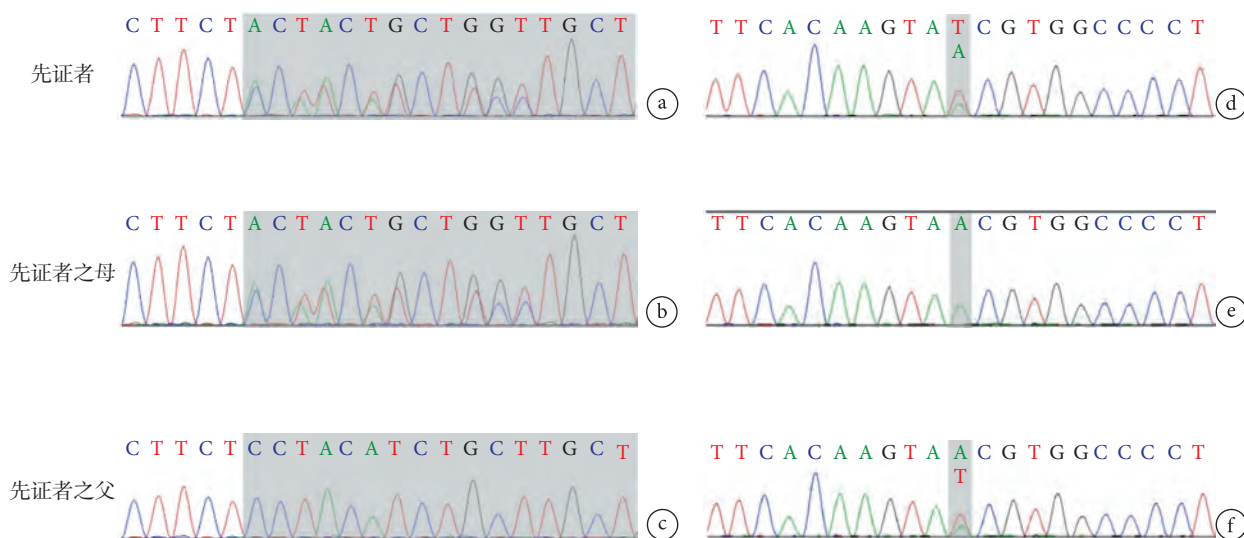 C T T C T A C T A C T G C T G G T T G C T
先证者
a
T T C A C A A G T A T C G T G G C C C C T
A
d
C T T C T A C T A C T G C T G G T T G C T
先证者之母
b
T T C A C A A G T A A C G T G G C C C C T
e
C T T C T C C T A C A T C T G C T T G C T
先证者之父
c
T T C A C A A G T A A C G T G G C C C C T
T
f